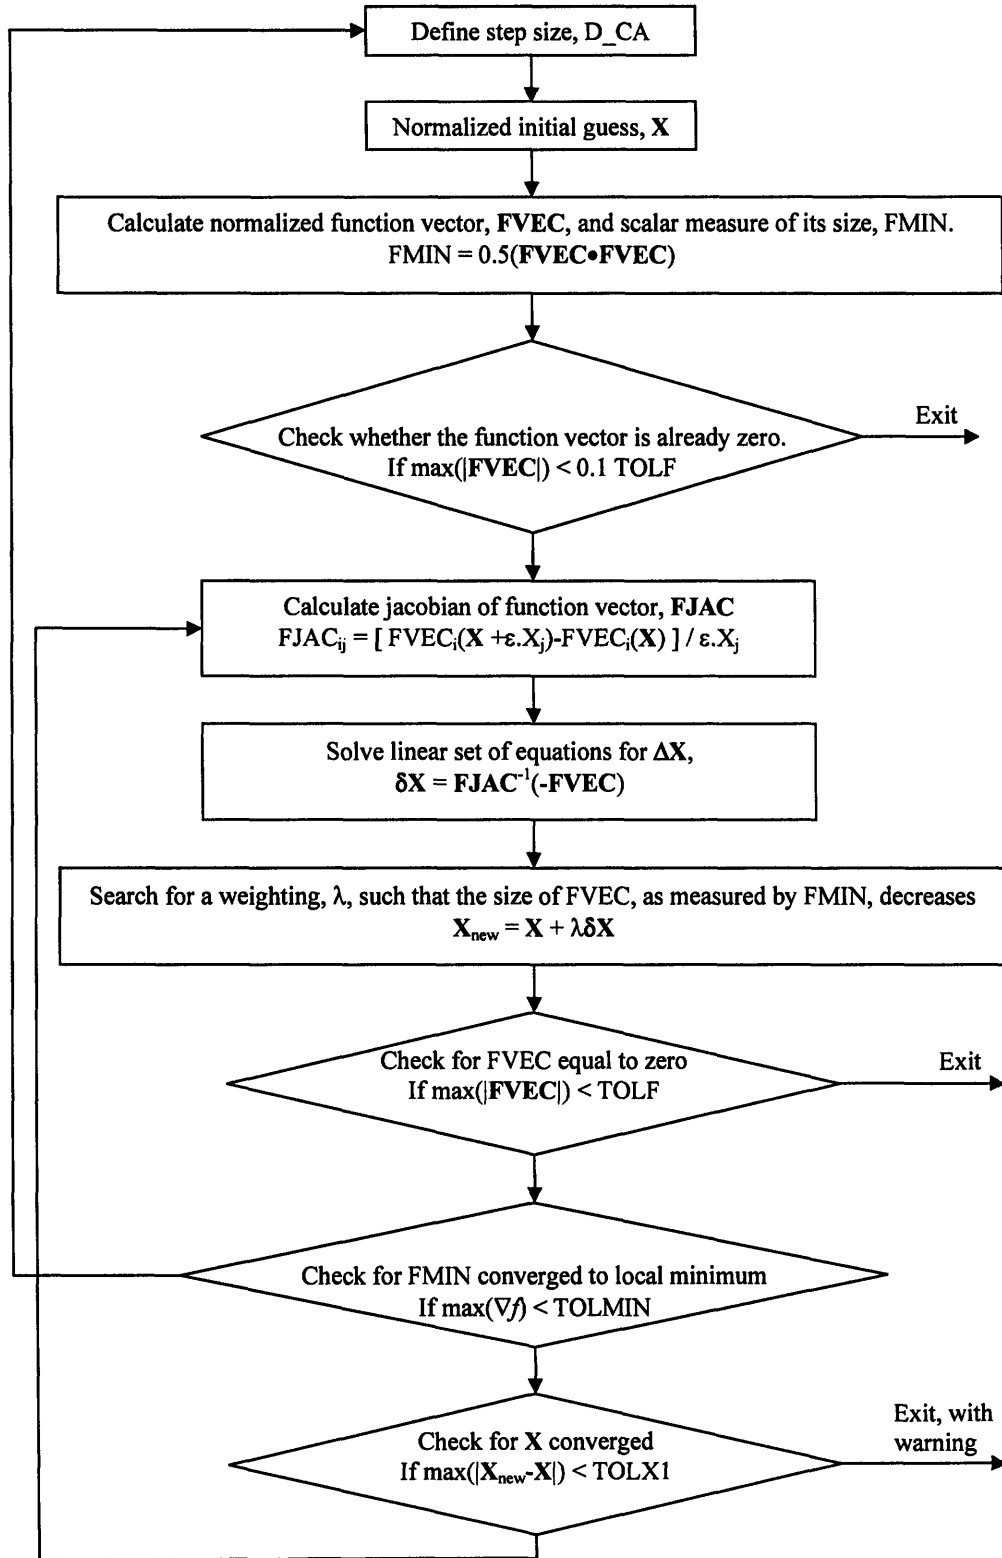 Define step size, D_CA
Normalized initial guess, X
Calculate normalized function vector, FVEC, and scalar measure of its size, FMIN.
FMIN = 0.5(FVEC•FVEC)
Exit
Check whether the function vector is already zero.
If max(|FVEC|) < 0.1 TOLF
Calculate jacobian of function vector, FJAC
FJACij = [ FVECi(X +ε.Xj)-FVECi(X) ] / ε.Xj
Solve linear set of equations for ΔX,
δX = FJAC⁻¹(-FVEC)
Search for a weighting, λ, such that the size of FVEC, as measured by FMIN, decreases
Xnew = X + λδX
Check for FVEC equal to zero
If max(|FVEC|) < TOLF
Exit
Check for FMIN converged to local minimum
If max(∇f) < TOLMIN
Exit, with
warning
Check for X converged
If max(|Xnew-X|) < TOLX1